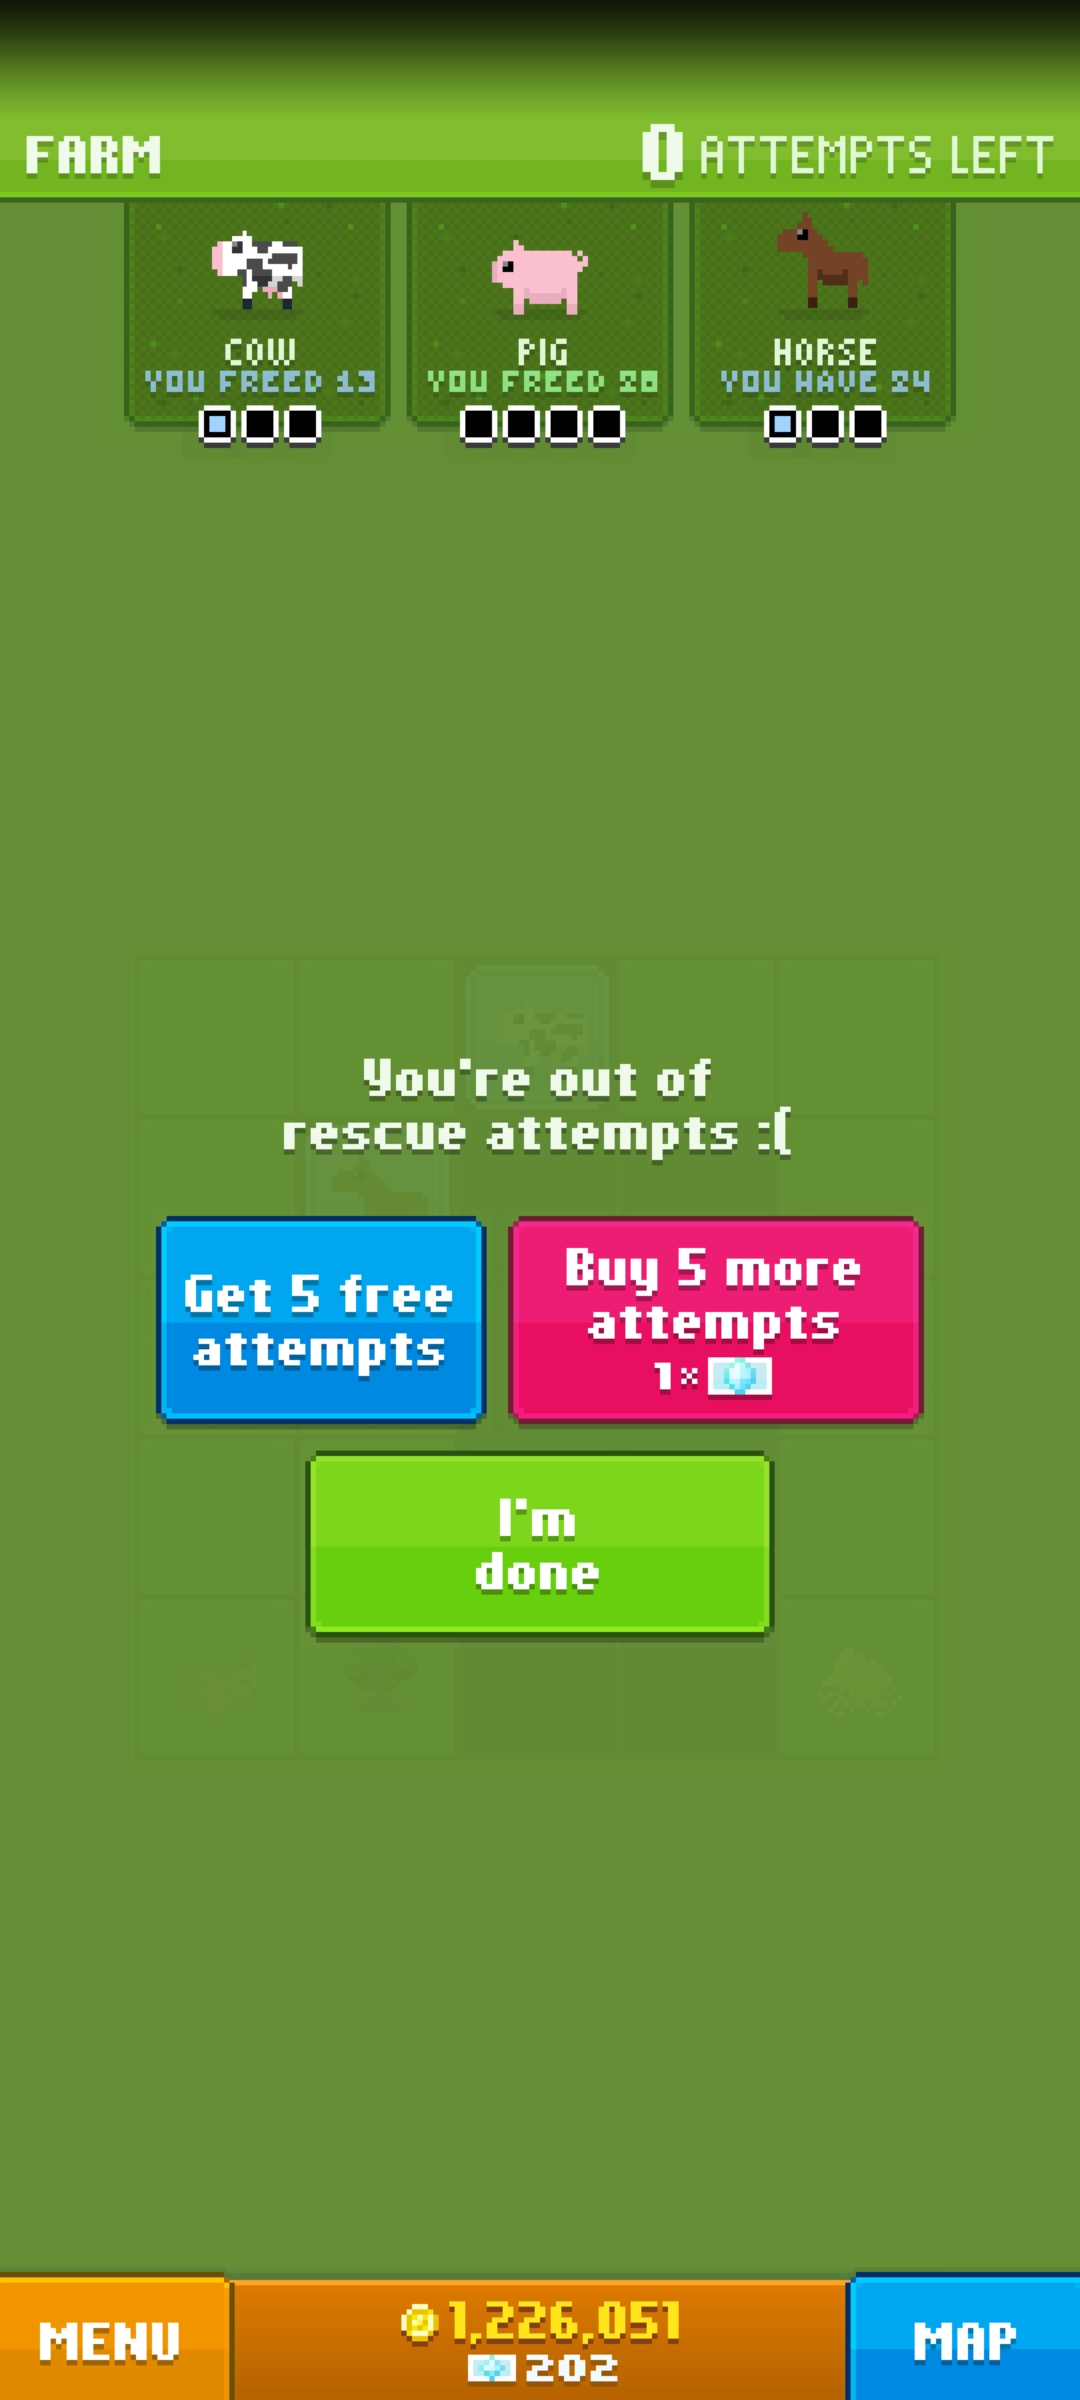 FARM
0 ATTEMPTS LEFT
COW
YOU FREED 13
PIG
YOU FREED 20
HORSE
YOU HAVE 24
You're out of
rescue attempts :(
Get 5 free
attempts
Buy 5 more
attempts
1×
I'm
done
MENU
1,226,051
202
MAP